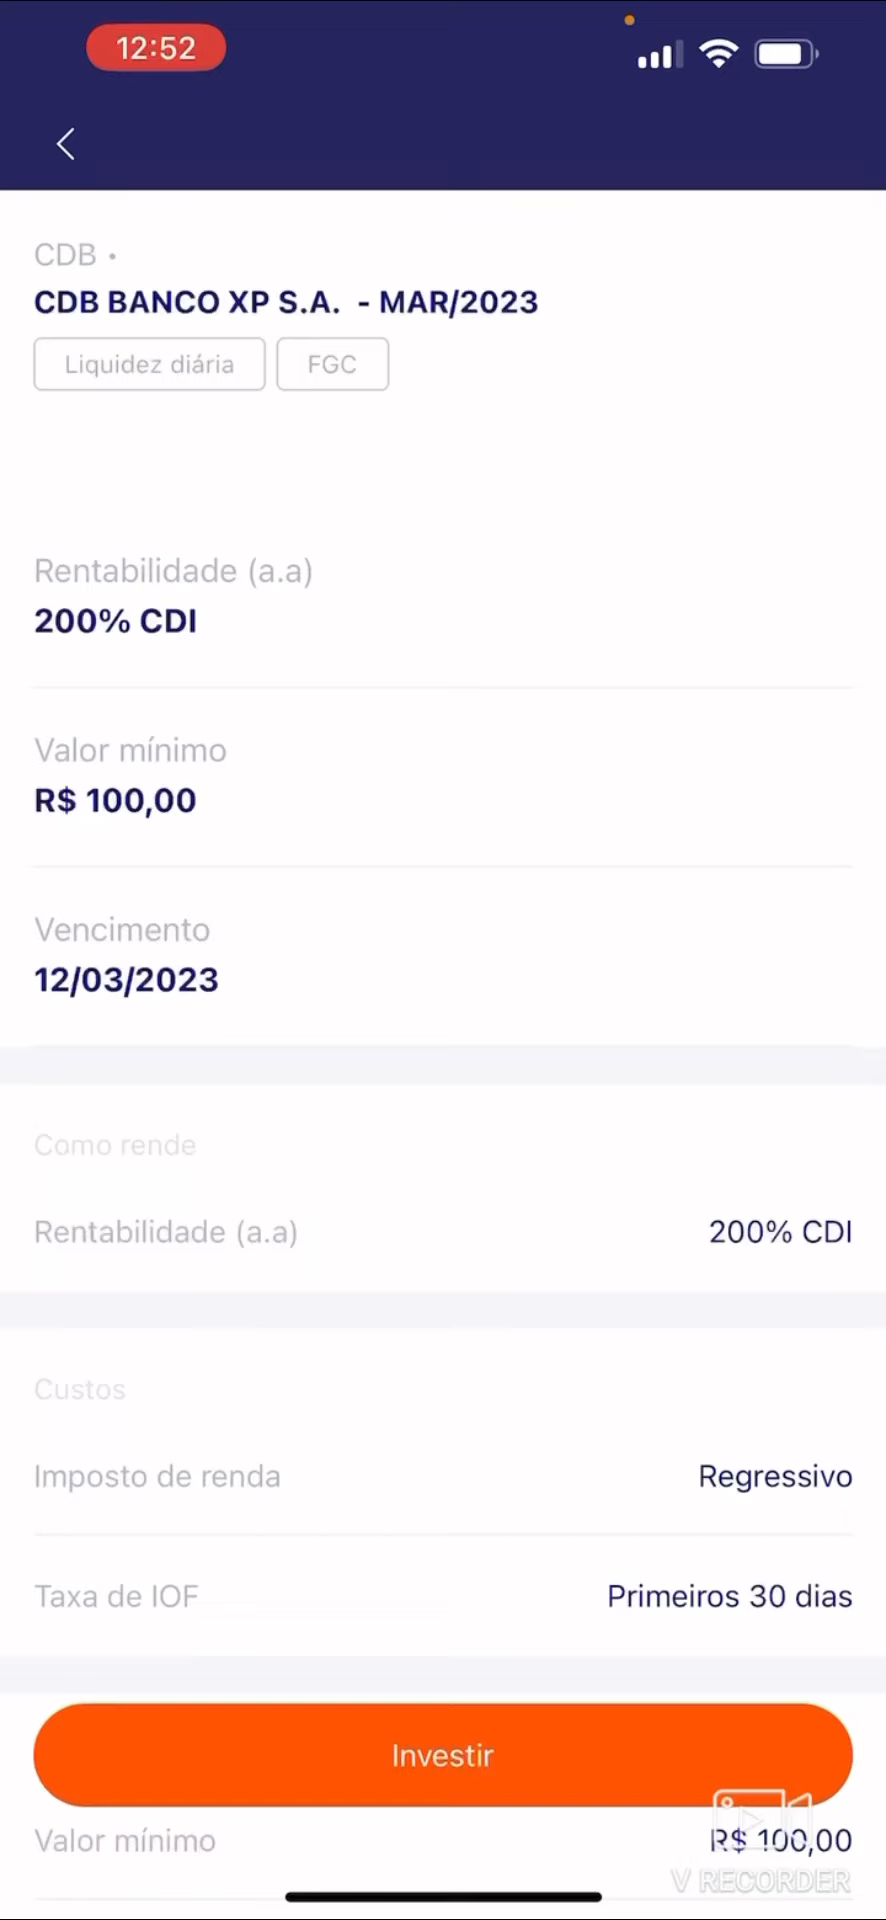 12:52
CDB •
CDB BANCO XP S.A. - MAR/2023
Liquidez diária FGC
Rentabilidade (a.a)
200% CDI
Valor mínimo
R$ 100,00
Vencimento
12/03/2023
Como rende
Rentabilidade (a.a) 200% CDI
Custos
Imposto de renda Regressivo
Taxa de IOF Primeiros 30 dias
Investir
Valor mínimo R$ 100,00
V RECORDER